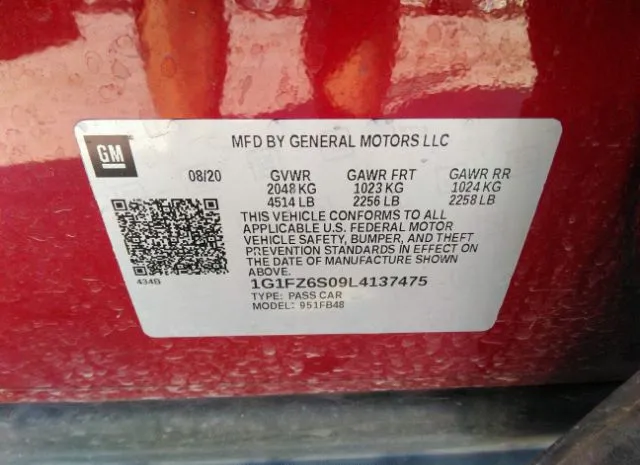 GM
MFD BY GENERAL MOTORS LLC
08/20 GVWR GAWR FRT GAWR RR
2048 KG 1023 KG 1024 KG
4514 LB 2256 LB 2258 LB
THIS VEHICLE CONFORMS TO ALL
APPLICABLE U.S. FEDERAL MOTOR
VEHICLE SAFETY, BUMPER, AND THEFT
PREVENTION STANDARDS IN EFFECT ON
THE DATE OF MANUFACTURE SHOWN
ABOVE.
434B
1G1FZ6S09L4137475
TYPE: PASS CAR
MODEL: 951FB48